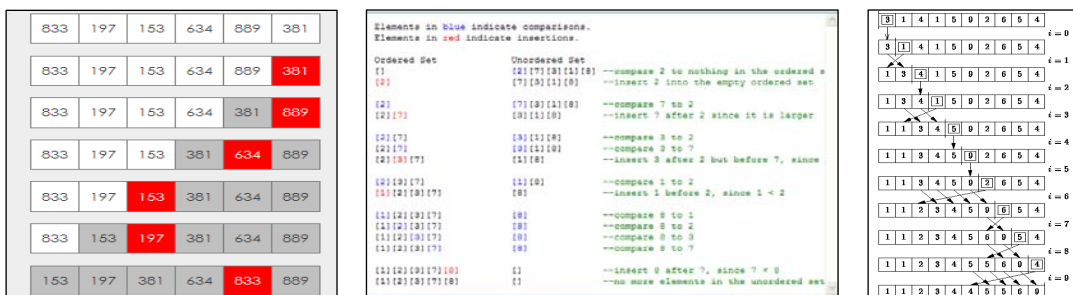 833 197 153 634 889 381
833 197 153 634 889 381
833 197 153 634 381 889
833 197 153 381 634 889
833 197 153 381 634 889
833 153 197 381 634 889
153 197 381 634 833 889
Elements in blue indicate comparisons.
Elements in red indicate insertions.
Ordered Set Unordered Set
[] [2][7][3][1][8] --compare 2 to nothing in the ordered s
[2] [7][3][1][8] --insert 2 into the empty ordered set
[2] [7][3][1][8] --compare 7 to 2
[2][7] [3][1][8] --insert 7 after 2 since it is larger
[2][7] [3][1][8] --compare 3 to 2
[2][7] [3][1][8] --compare 3 to 7
[2][3][7] [1][8] --insert 3 after 2 but before 7, since
[2][3][7] [1][8] --compare 1 to 2
[1][2][3][7] [8] --insert 1 before 2, since 1 < 2
[1][2][3][7] [8] --compare 8 to 1
[1][2][3][7] [8] --compare 8 to 2
[1][2][3][7] [8] --compare 8 to 3
[1][2][3][7] [8] --compare 8 to 7
[1][2][3][7][8] [] --insert 8 after 7, since 7 < 8
[1][2][3][7][8] [] --no more elements in the unordered set
3 1 4 1 5 9 2 6 5 4
i = 0
3 1 4 1 5 9 2 6 5 4
i = 1
1 3 4 1 5 9 2 6 5 4
i = 2
1 3 4 1 5 9 2 6 5 4
i = 3
1 1 3 4 5 9 2 6 5 4
i = 4
1 1 3 4 5 9 2 6 5 4
i = 5
1 1 3 4 5 9 2 6 5 4
i = 6
1 1 2 3 4 5 9 6 5 4
i = 7
1 1 2 3 4 5 6 9 5 4
i = 8
1 1 2 3 4 5 5 6 9 4
i = 9
1 1 2 3 4 4 5 5 6 9